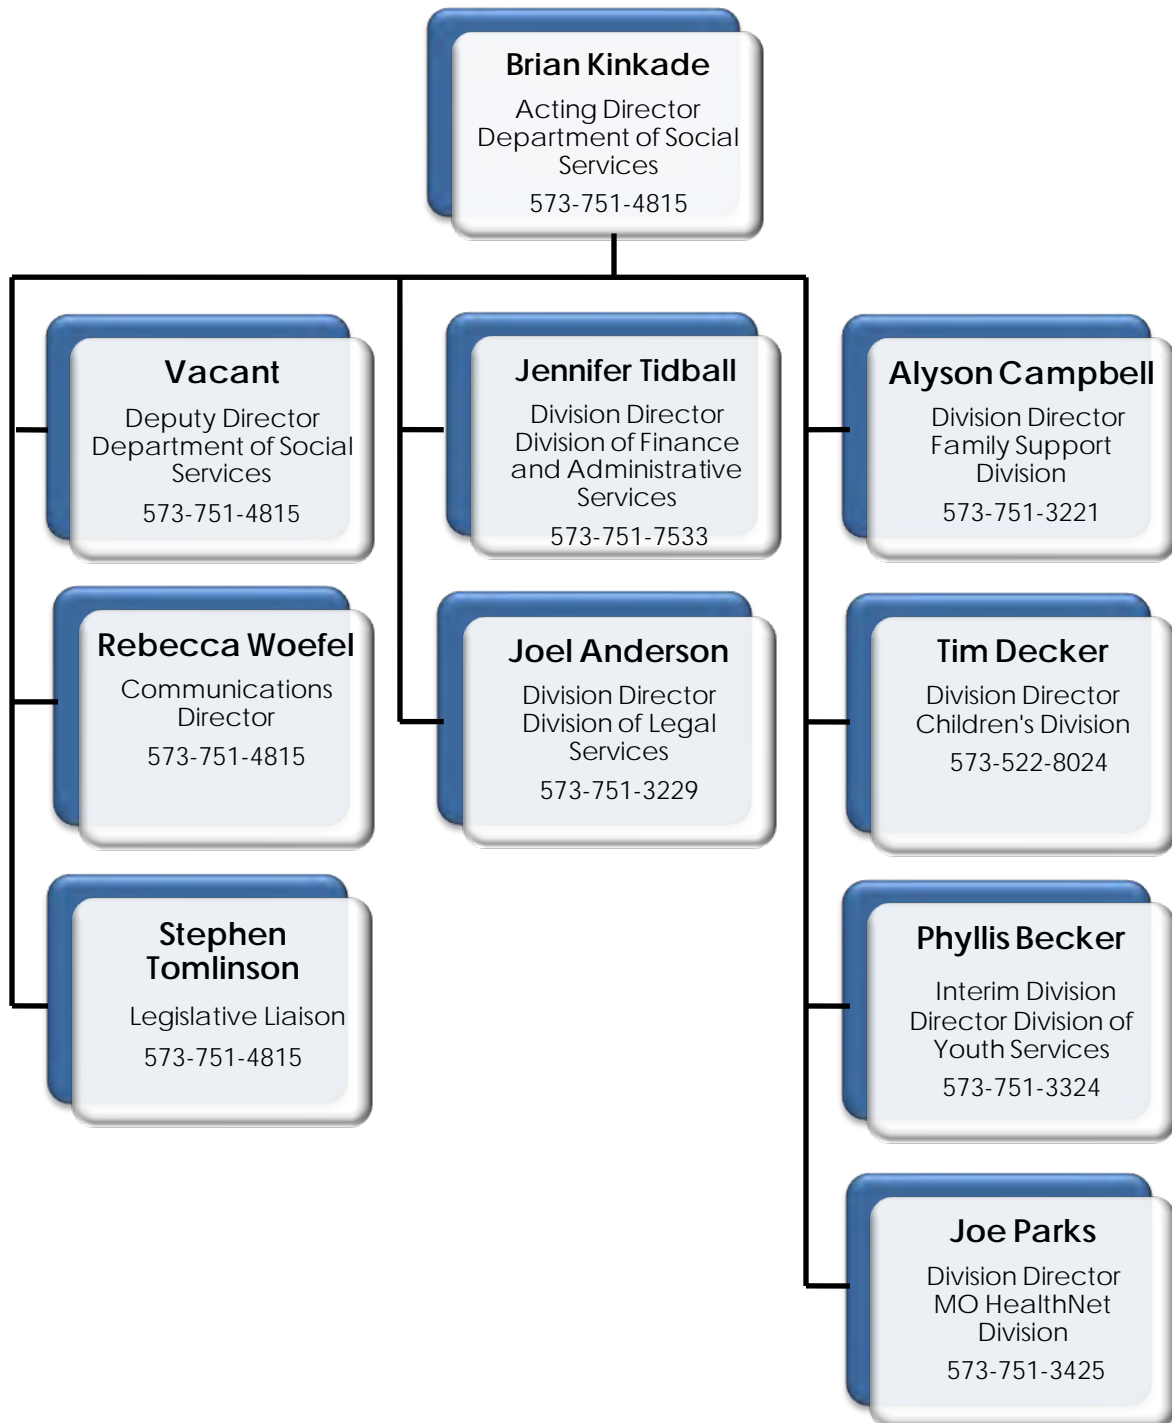 Brian Kinkade
Acting Director
Department of Social
Services
573-751-4815
Vacant
Deputy Director
Department of Social
Services
573-751-4815
Rebecca Woefel
Communications
Director
573-751-4815
Stephen
Tomlinson
Legislative Liaison
573-751-4815
Jennifer Tidball
Division Director
Division of Finance
and Administrative
Services
573-751-7533
Joel Anderson
Division Director
Division of Legal
Services
573-751-3229
Alyson Campbell
Division Director
Family Support
Division
573-751-3221
Tim Decker
Division Director
Children's Division
573-522-8024
Phyllis Becker
Interim Division
Director Division of
Youth Services
573-751-3324
Joe Parks
Division Director
MO HealthNet
Division
573-751-3425